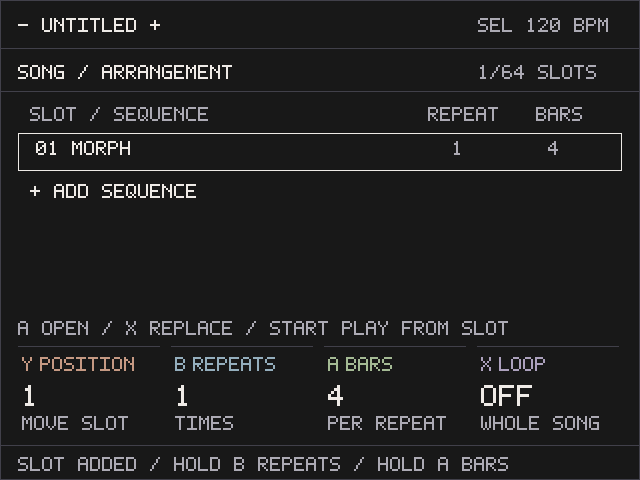 - UNTITLED + SEL 120 BPM
SONG / ARRANGEMENT 1/64 SLOTS
SLOT / SEQUENCE REPEAT BARS
01 MORPH 1 4
+ ADD SEQUENCE
A OPEN / X REPLACE / START PLAY FROM SLOT
Y POSITION B REPEATS A BARS X LOOP
1 1 4 OFF
MOVE SLOT TIMES PER REPEAT WHOLE SONG
SLOT ADDED / HOLD B REPEATS / HOLD A BARS